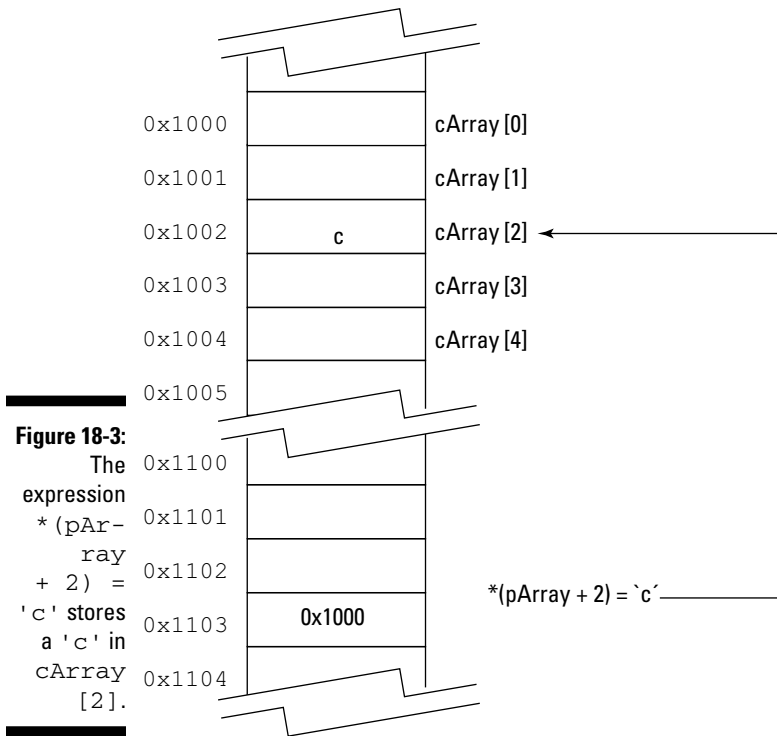 0x1000 cArray [0]
0x1001 cArray [1]
0x1002 c cArray [2]
0x1003 cArray [3]
0x1004 cArray [4]
0x1005
0x1100
0x1101
0x1102
0x1103 0x1000 *(pArray + 2) = `c´
0x1104
Figure 18-3:
The
expression
*(pAr-
ray
+ 2) =
'c' stores
a 'c' in
cArray
[2].